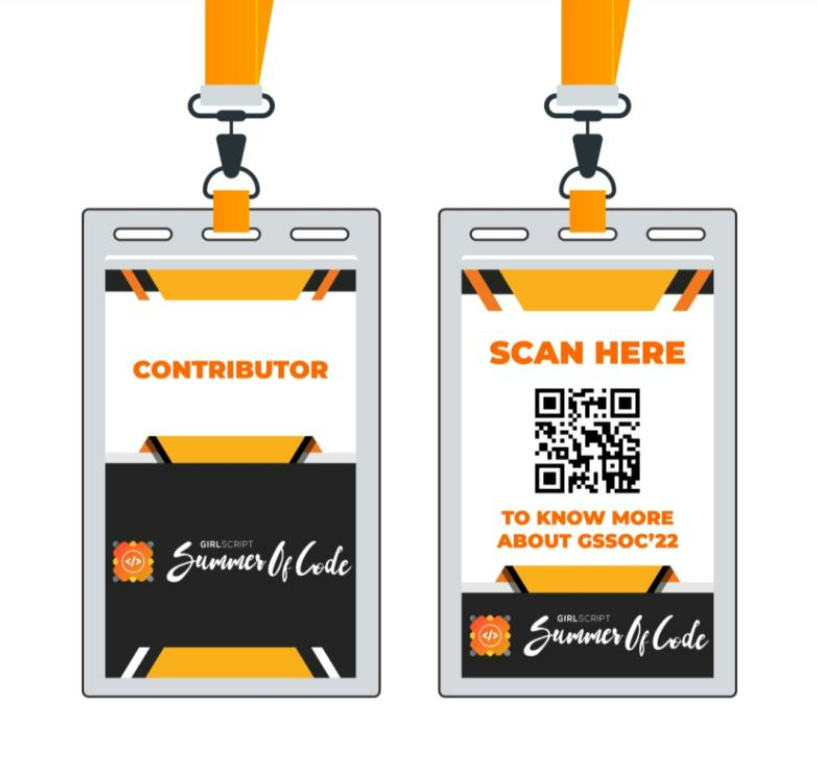 CONTRIBUTOR
GIRLSCRIPT
Summer Of Code
</>
SCAN HERE
TO KNOW MORE
ABOUT GSSOC'22
GIRLSCRIPT
Summer Of Code
</>